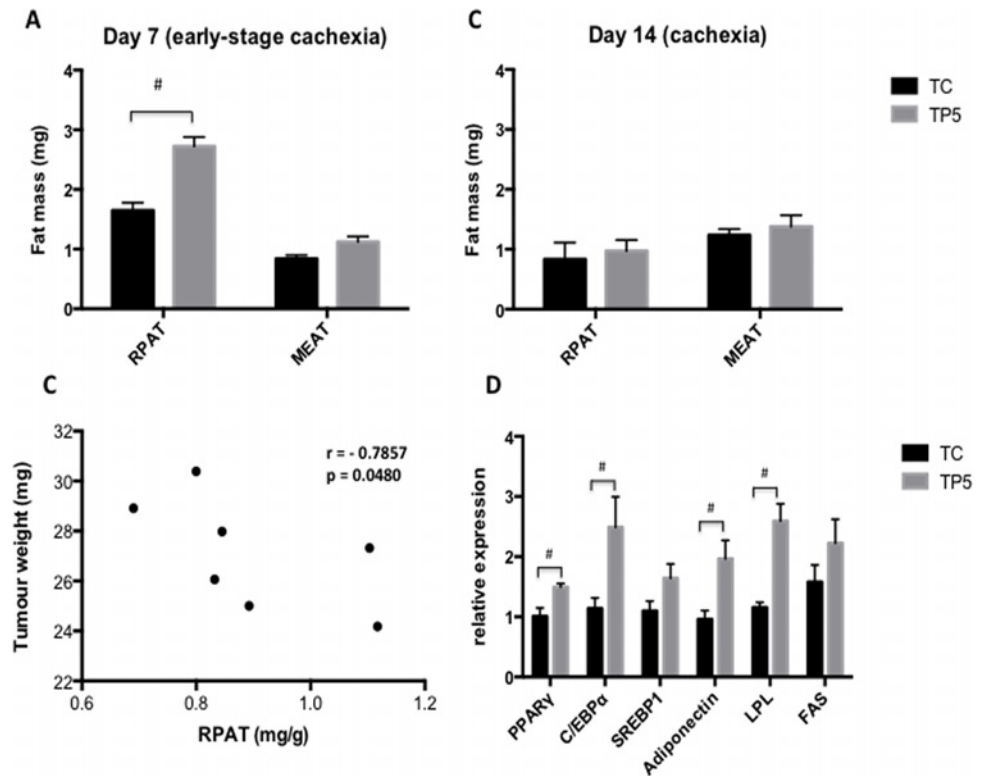 A
Day 7 (early-stage cachexia)
Fat mass (mg)
4
3
2
1
0
#
RPAT
MEAT
C
Day 14 (cachexia)
Fat mass (mg)
4
3
2
1
0
RPAT
MEAT
TC
TP5
C
Tumour weight (mg)
32
30
28
26
24
22
r = - 0.7857
p = 0.0480
0.6
0.8
1.0
1.2
RPAT (mg/g)
D
relative expression
4
3
2
1
0
#
#
#
#
PPARγ
C/EBPα
SREBP1
Adiponectin
LPL
FAS
TC
TP5